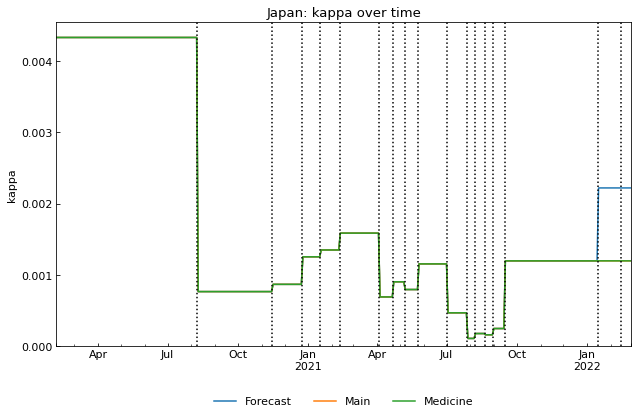 Japan: kappa over time
kappa
0.004
0.003
0.002
0.001
0.000
Apr Jul Oct Jan Apr Jul Oct Jan
2021 2022
Forecast Main Medicine